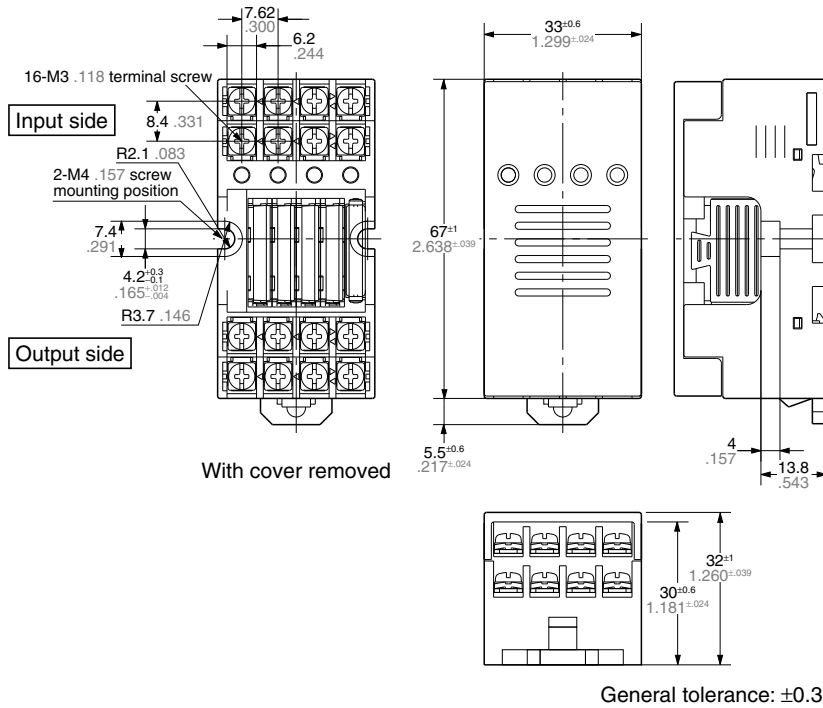 7.62
.300
6.2
.244
16-M3 .118 terminal screw
Input side
8.4 .331
R2.1 .083
2-M4 .157 screw
mounting position
7.4
.291
4.2+0.3 −0.1
.165+.012 −.004
R3.7 .146
Output side
With cover removed
33±0.6
1.299±.024
67±1
2.638±.039
5.5±0.6
.217±.024
4
.157
13.8
.543
32±1
1.260±.039
30±0.6
1.181±.024
General tolerance: ±0.3